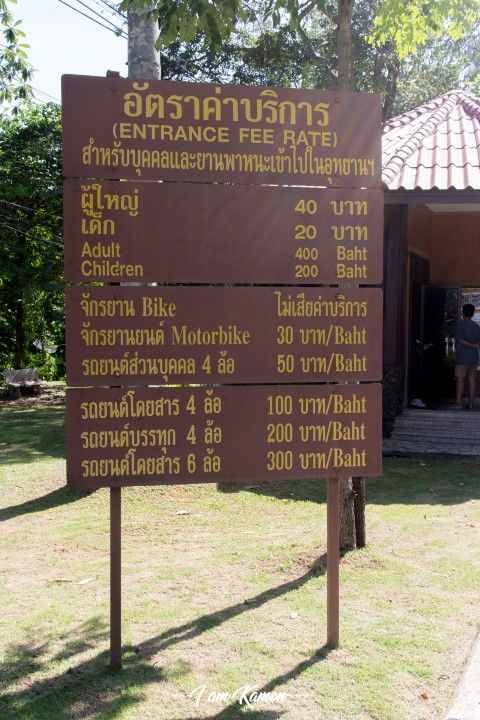 อัตราค่าบริการ
(ENTRANCE FEE RATE)
สำหรับบุคคลและยานพาหนะเข้าไปในอุทยานฯ
ผู้ใหญ่ 40 บาท
เด็ก 20 บาท
Adult 400 Baht
Children 200 Baht
จักรยาน Bike ไม่เสียค่าบริการ
จักรยานยนต์ Motorbike 30 บาท/Baht
รถยนต์ส่วนบุคคล 4 ล้อ 50 บาท/Baht
รถยนต์โดยสาร 4 ล้อ 100 บาท/Baht
รถยนต์บรรทุก 4 ล้อ 200 บาท/Baht
รถยนต์โดยสาร 6 ล้อ 300 บาท/Baht
I am Kamon